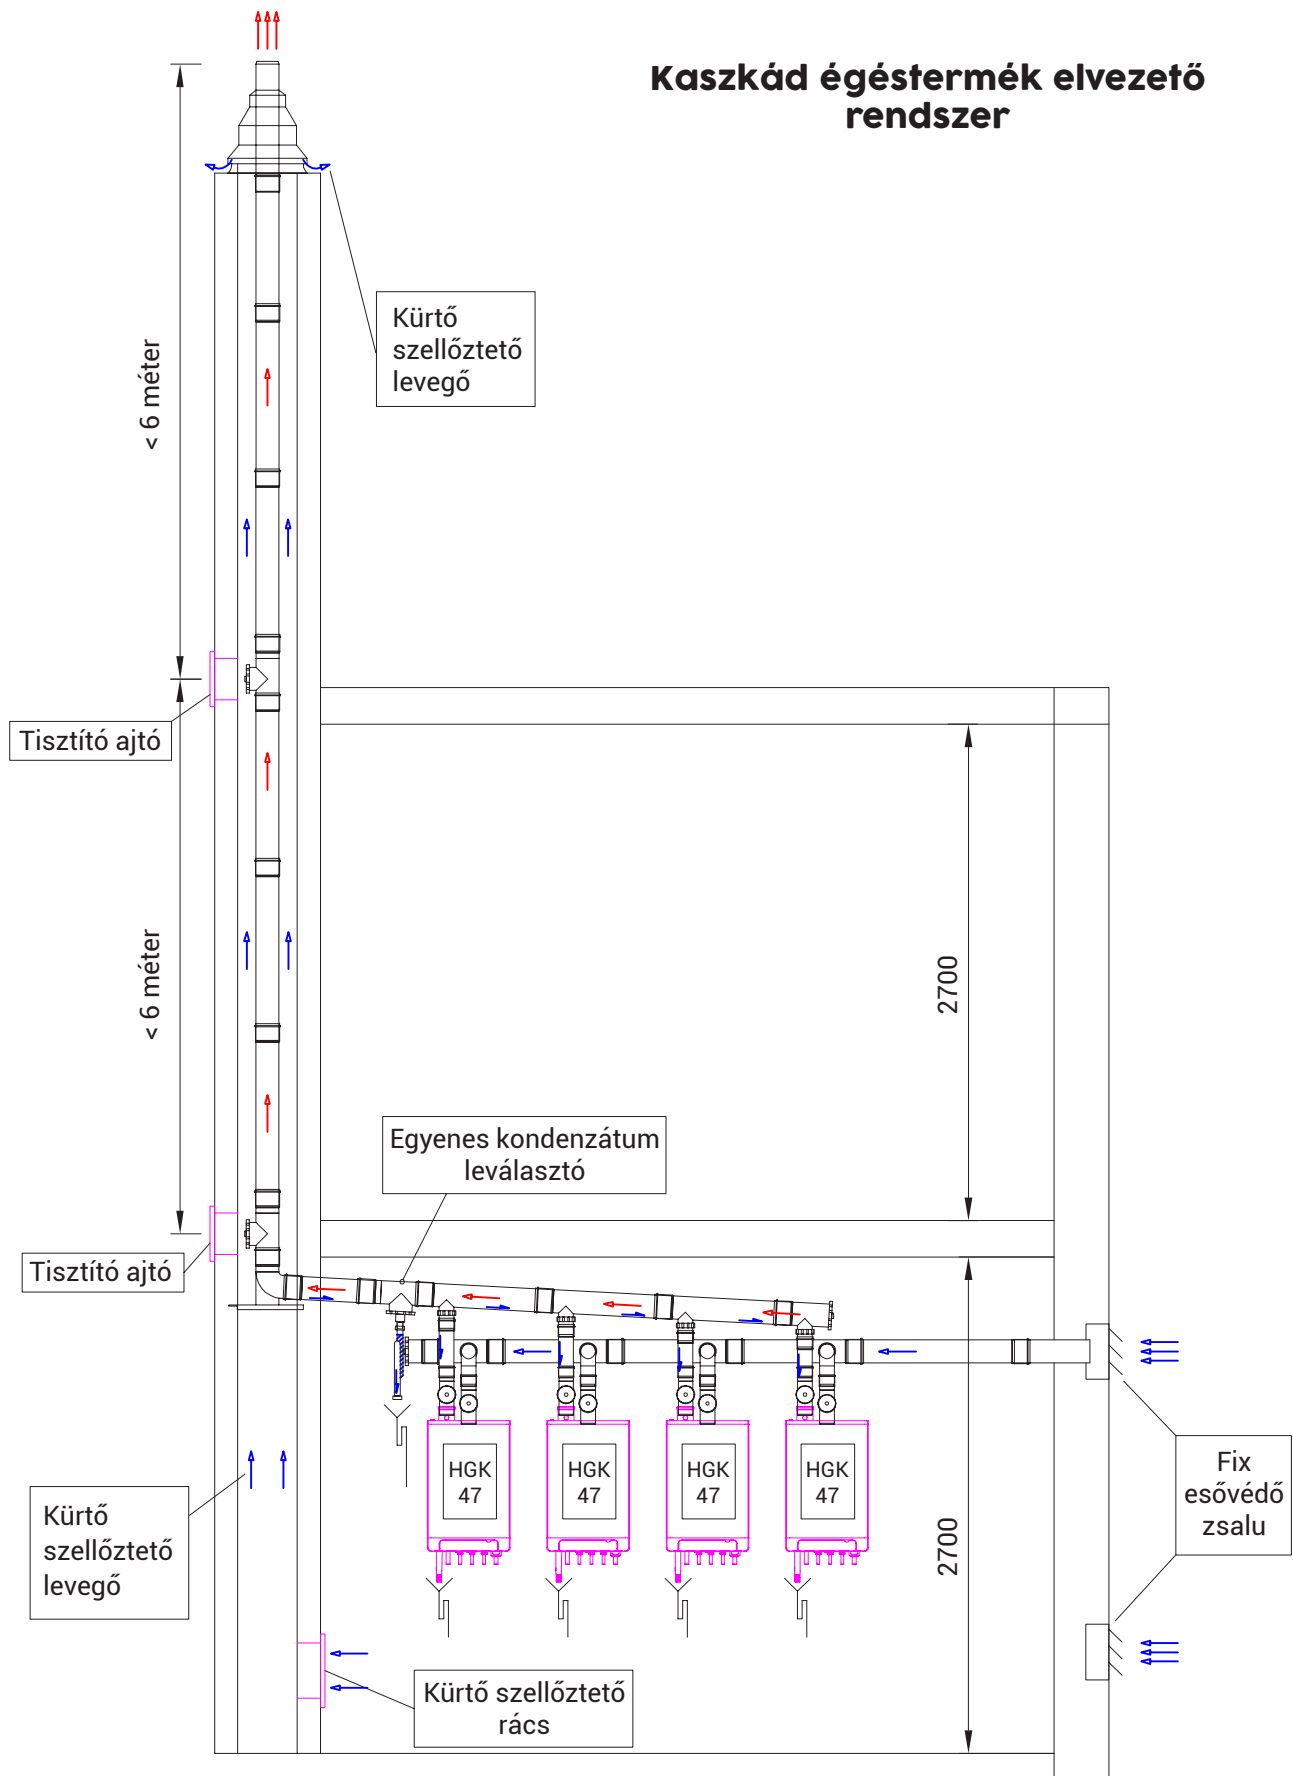 Kaszkád égéstermék elvezető
rendszer
Kürtő
szellőztető
levegő
< 6 méter
Tisztító ajtó
2700
< 6 méter
Egyenes kondenzátum
leválasztó
Tisztító ajtó
HGK
47
HGK
47
HGK
47
HGK
47
Fix
esővédő
zsalu
2700
Kürtő
szellőztető
levegő
Kürtő szellőztető
rács